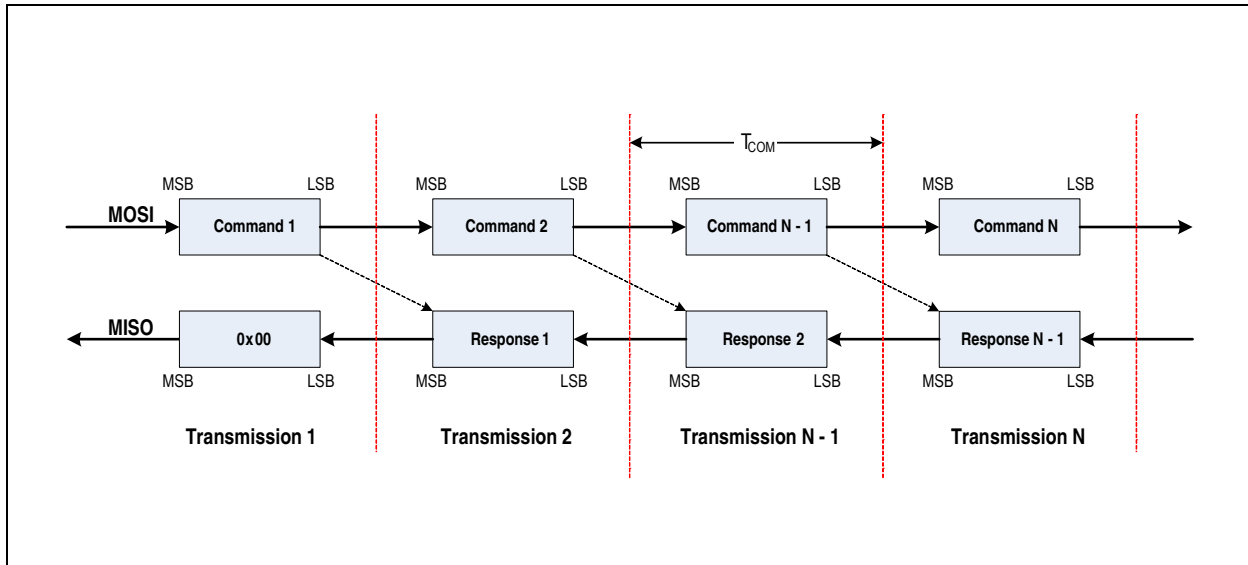 T_COM
MSB LSB MSB LSB MSB LSB MSB LSB
MOSI Command 1 Command 2 Command N - 1 Command N
MISO 0x00 Response 1 Response 2 Response N - 1
MSB LSB MSB LSB MSB LSB MSB LSB
Transmission 1 Transmission 2 Transmission N - 1 Transmission N